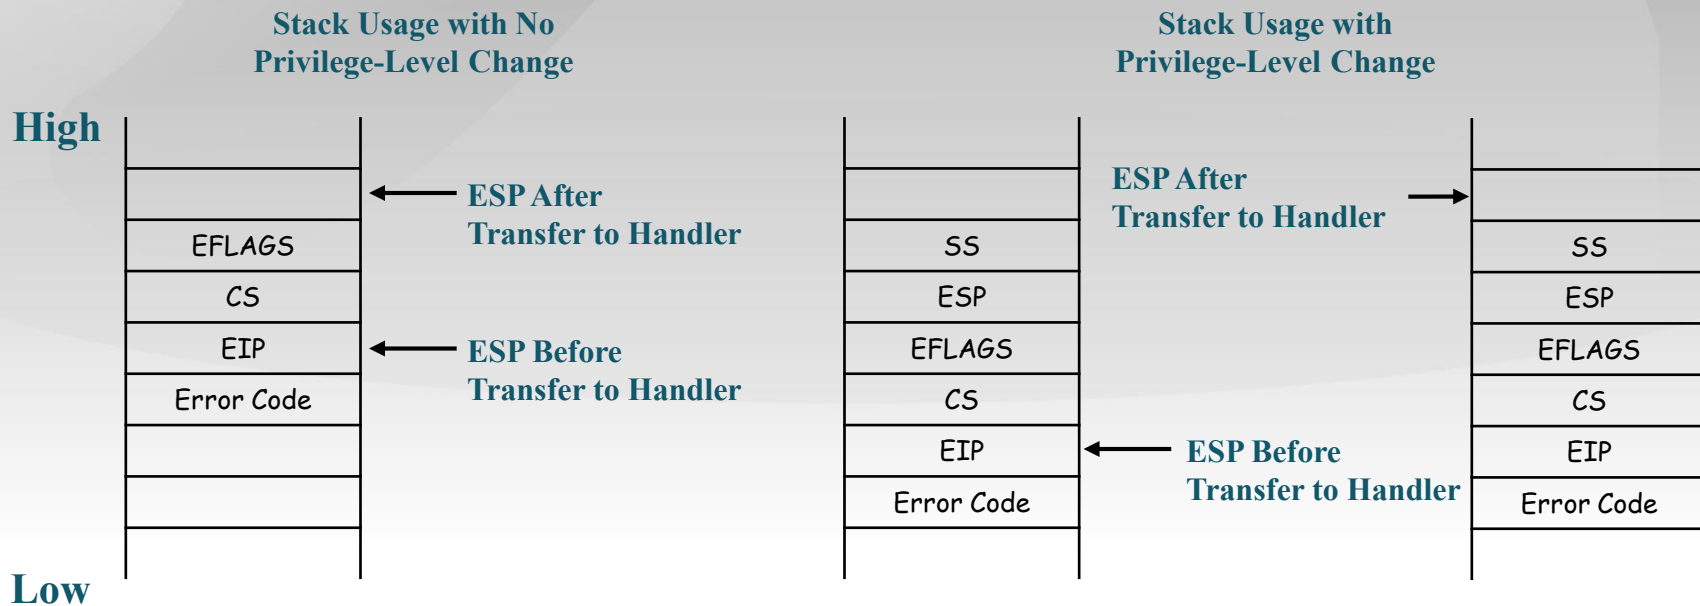 Stack Usage with No
Privilege-Level Change
Stack Usage with
Privilege-Level Change
High
ESP After
Transfer to Handler
EFLAGS
CS
EIP
Error Code
ESP Before
Transfer to Handler
SS
ESP
EFLAGS
CS
EIP
Error Code
ESP Before
Transfer to Handler
ESP After
Transfer to Handler
SS
ESP
EFLAGS
CS
EIP
Error Code
Low